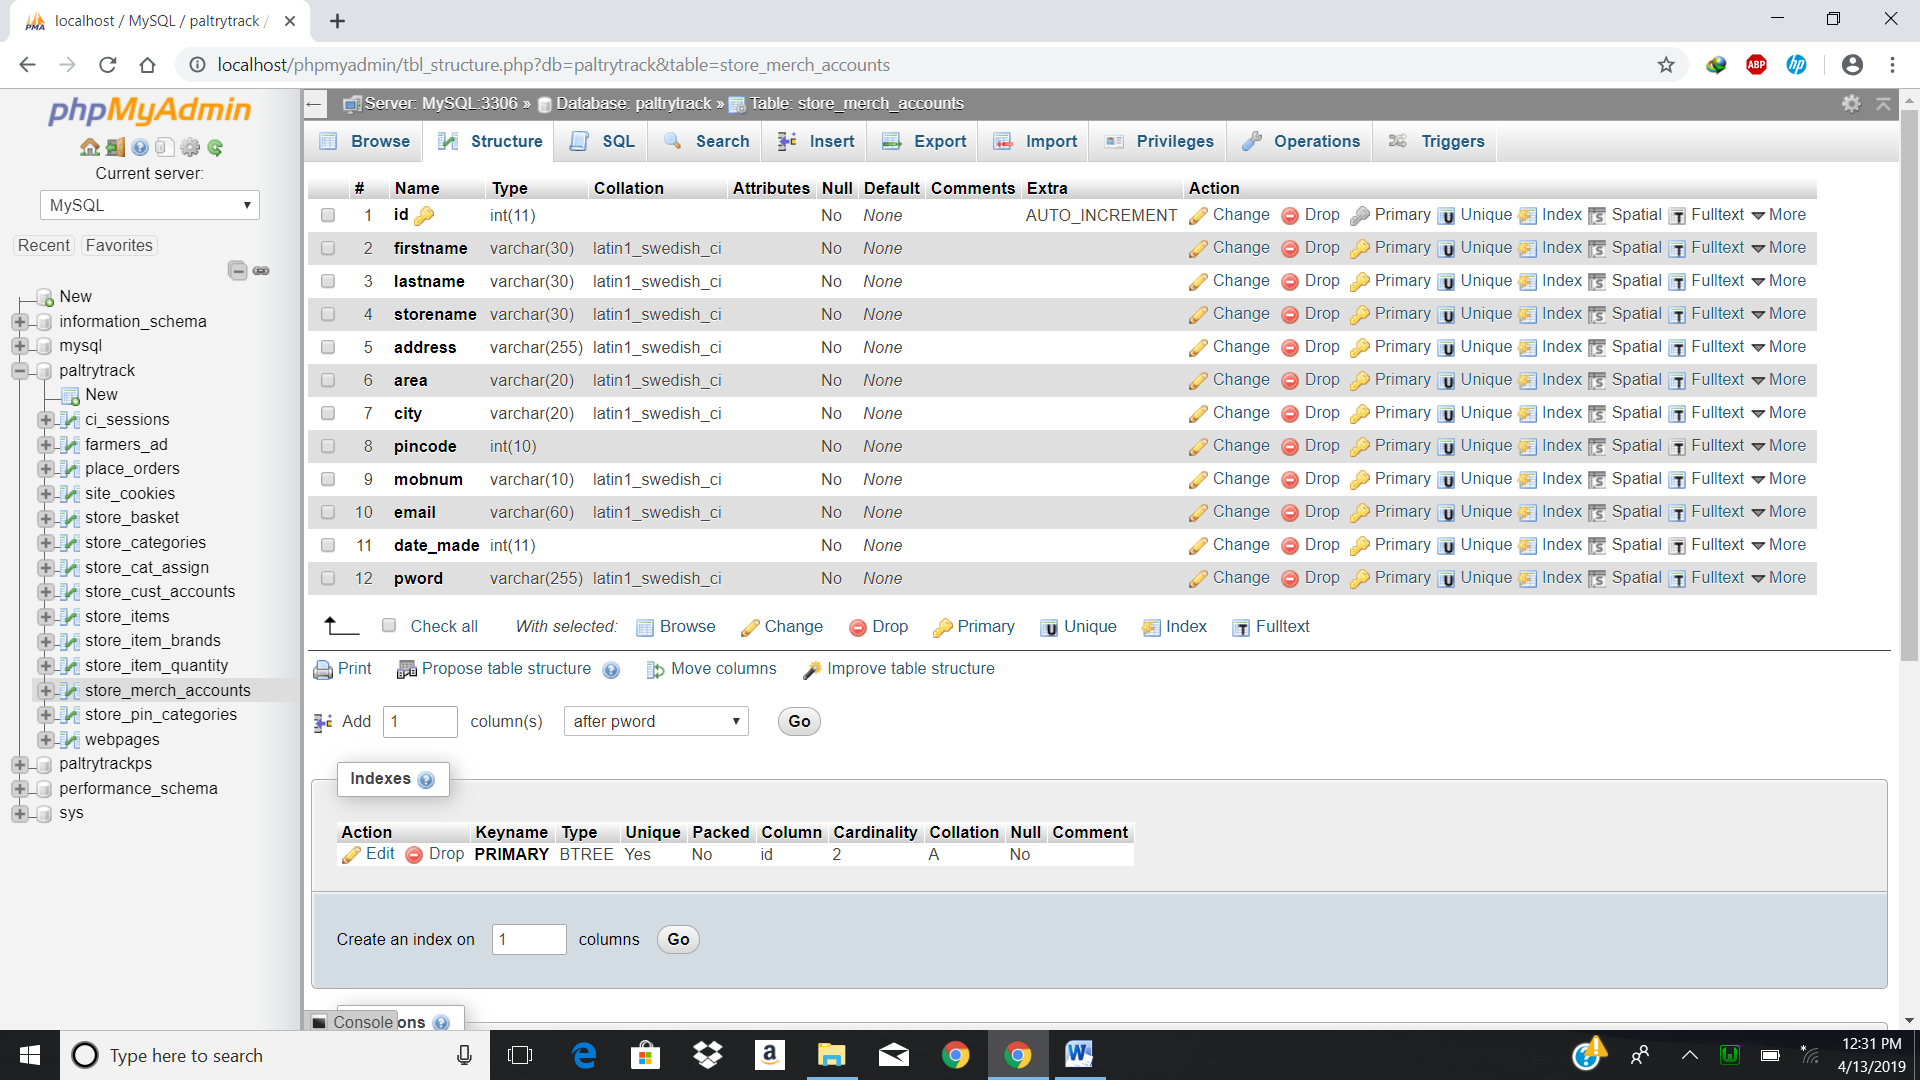 localhost / MySQL / paltrytrack /
localhost/phpmyadmin/tbl_structure.php?db=paltrytrack&table=store_merch_accounts
ABP
hp
phpMyAdmin
Current server:
MySQL
Recent Favorites
New
information_schema
mysql
paltrytrack
New
ci_sessions
farmers_ad
place_orders
site_cookies
store_basket
store_categories
store_cat_assign
store_cust_accounts
store_items
store_item_brands
store_item_quantity
store_merch_accounts
store_pin_categories
webpages
paltrytrackps
performance_schema
sys
Server: MySQL:3306 » Database: paltrytrack » Table: store_merch_accounts
Browse Structure SQL Search Insert Export Import Privileges Operations Triggers
# Name Type Collation Attributes Null Default Comments Extra Action
1 id int(11) No None AUTO_INCREMENT Change Drop Primary Unique Index Spatial Fulltext More
2 firstname varchar(30) latin1_swedish_ci No None Change Drop Primary Unique Index Spatial Fulltext More
3 lastname varchar(30) latin1_swedish_ci No None Change Drop Primary Unique Index Spatial Fulltext More
4 storename varchar(30) latin1_swedish_ci No None Change Drop Primary Unique Index Spatial Fulltext More
5 address varchar(255) latin1_swedish_ci No None Change Drop Primary Unique Index Spatial Fulltext More
6 area varchar(20) latin1_swedish_ci No None Change Drop Primary Unique Index Spatial Fulltext More
7 city varchar(20) latin1_swedish_ci No None Change Drop Primary Unique Index Spatial Fulltext More
8 pincode int(10) No None Change Drop Primary Unique Index Spatial Fulltext More
9 mobnum varchar(10) latin1_swedish_ci No None Change Drop Primary Unique Index Spatial Fulltext More
10 email varchar(60) latin1_swedish_ci No None Change Drop Primary Unique Index Spatial Fulltext More
11 date_made int(11) No None Change Drop Primary Unique Index Spatial Fulltext More
12 pword varchar(255) latin1_swedish_ci No None Change Drop Primary Unique Index Spatial Fulltext More
Check all With selected: Browse Change Drop Primary Unique Index Fulltext
Print Propose table structure Move columns Improve table structure
Add 1 column(s) after pword Go
Indexes
Action Keyname Type Unique Packed Column Cardinality Collation Null Comment
Edit Drop PRIMARY BTREE Yes No id 2 A No
Create an index on 1 columns Go
Console ons
Type here to search
12:31 PM
4/13/2019